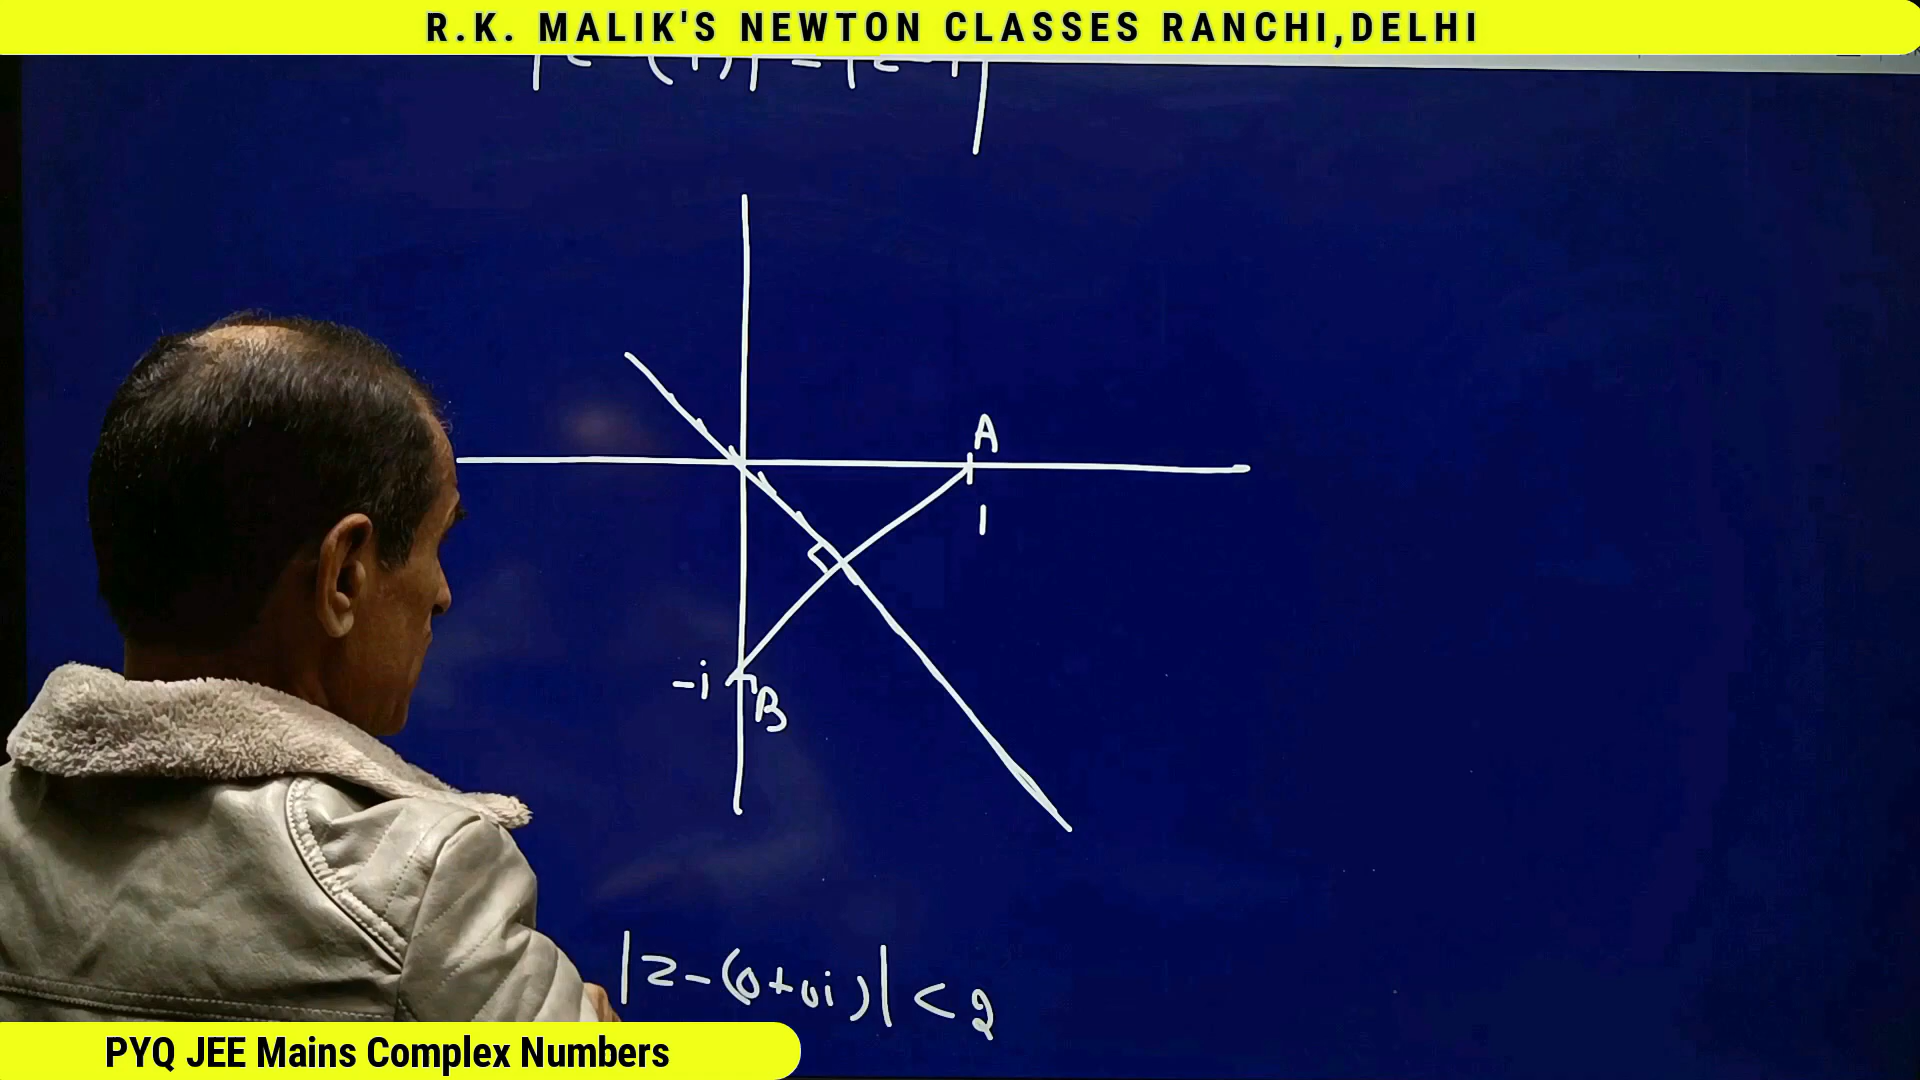 R.K. MALIK'S NEWTON CLASSES RANCHI,DELHI
A
1
-i
B
|z-(0+0i)|<2
PYQ JEE Mains Complex Numbers